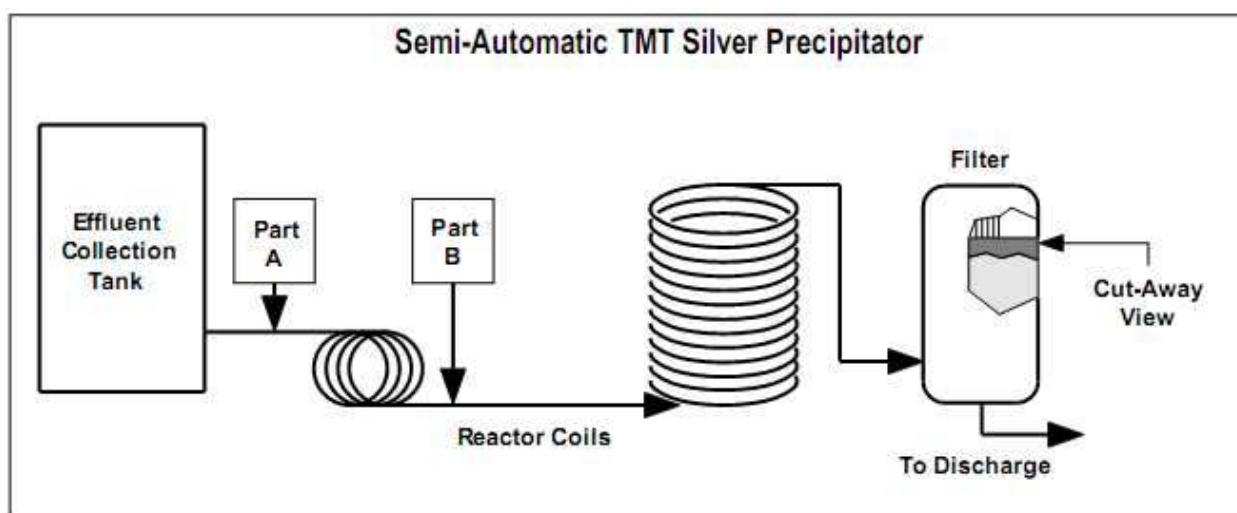 Semi-Automatic TMT Silver Precipitator
Effluent
Collection
Tank
Part
A
Part
B
Reactor Coils
Filter
Cut-Away
View
To Discharge